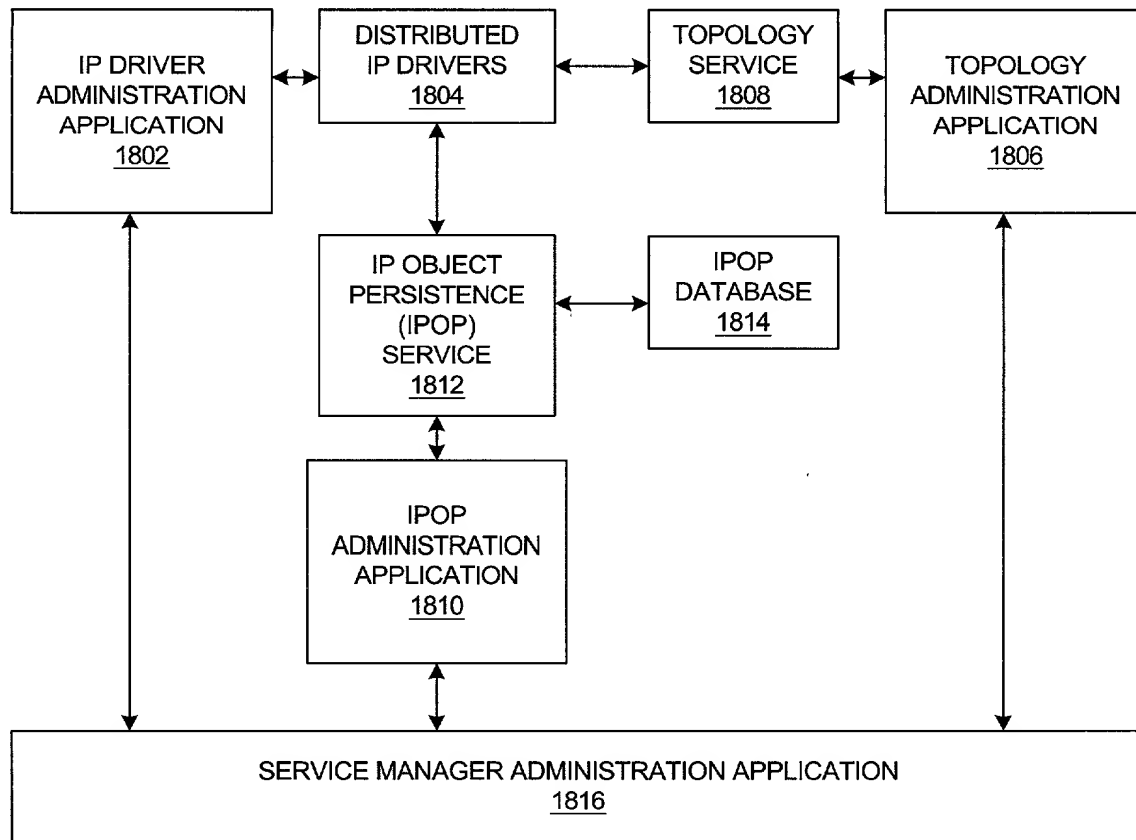 IP DRIVER
ADMINISTRATION
APPLICATION
1802
DISTRIBUTED
IP DRIVERS
1804
TOPOLOGY
SERVICE
1808
TOPOLOGY
ADMINISTRATION
APPLICATION
1806
IP OBJECT
PERSISTENCE
(IPOP)
SERVICE
1812
IPOP
DATABASE
1814
IPOP
ADMINISTRATION
APPLICATION
1810
SERVICE MANAGER ADMINISTRATION APPLICATION
1816